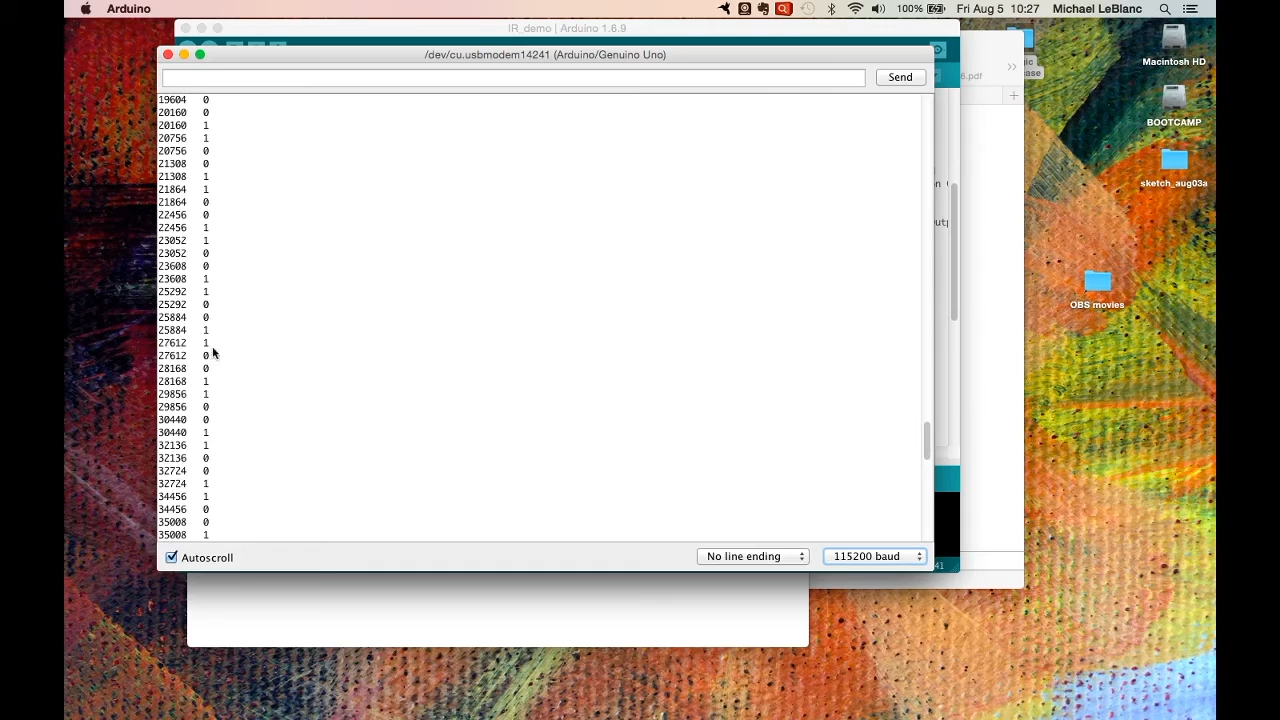 Arduino
100%
Fri Aug 5 10:27
Michael LeBlanc
IR_demo | Arduino 1.6.9
/dev/cu.usbmodem14241 (Arduino/Genuino Uno)
Send
19604 0
20160 0
20160 1
20756 1
20756 0
21308 0
21308 1
21864 1
21864 0
22456 0
22456 1
23052 1
23052 0
23608 0
23608 1
25292 1
25292 0
25884 0
25884 1
27612 1
27612 0
28168 0
28168 1
29856 1
29856 0
30440 0
30440 1
32136 1
32136 0
32724 0
32724 1
34456 1
34456 0
35008 0
35008 1
Autoscroll
No line ending
115200 baud
6.pdf
41
Macintosh HD
BOOTCAMP
sketch_aug03a
OBS movies